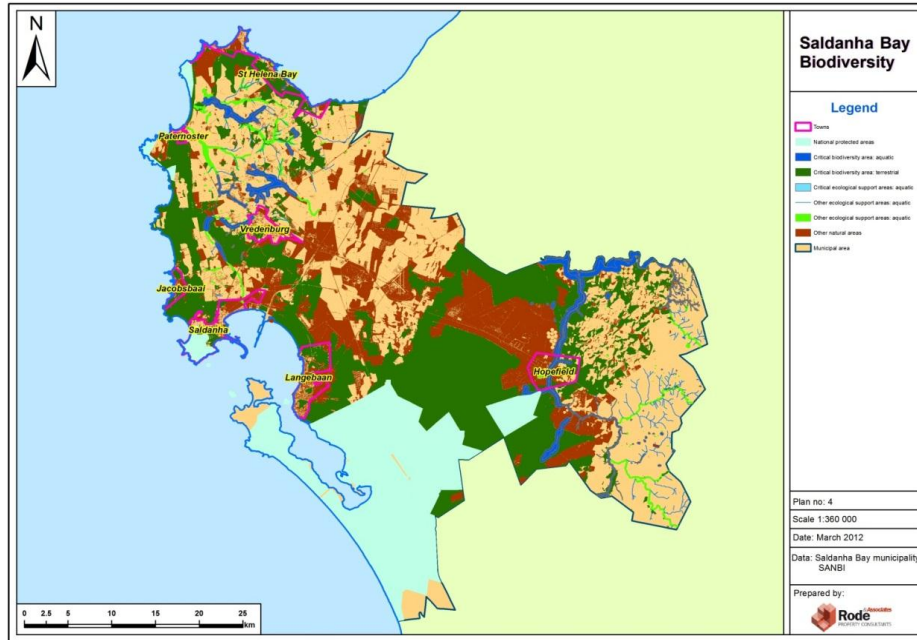 N
Saldanha Bay
Biodiversity
Legend
Towns
National protected areas
Critical biodiversity area: aquatic
Critical biodiversity area: terrestrial
Critical ecological support areas: aquatic
Other ecological support areas: aquatic
Other ecological support areas: aquatic
Other natural areas
Municipal area
St Helena Bay
Paternoster
Vredenburg
Jacobsbaai
Saldanha
Langebaan
Hopefield
0 2.5 5 10 15 20 25
km
Plan no: 4
Scale 1:360 000
Date: March 2012
Data: Saldanha Bay municipality
SANBI
Prepared by:
Rode & Associates
PROPERTY CONSULTANTS